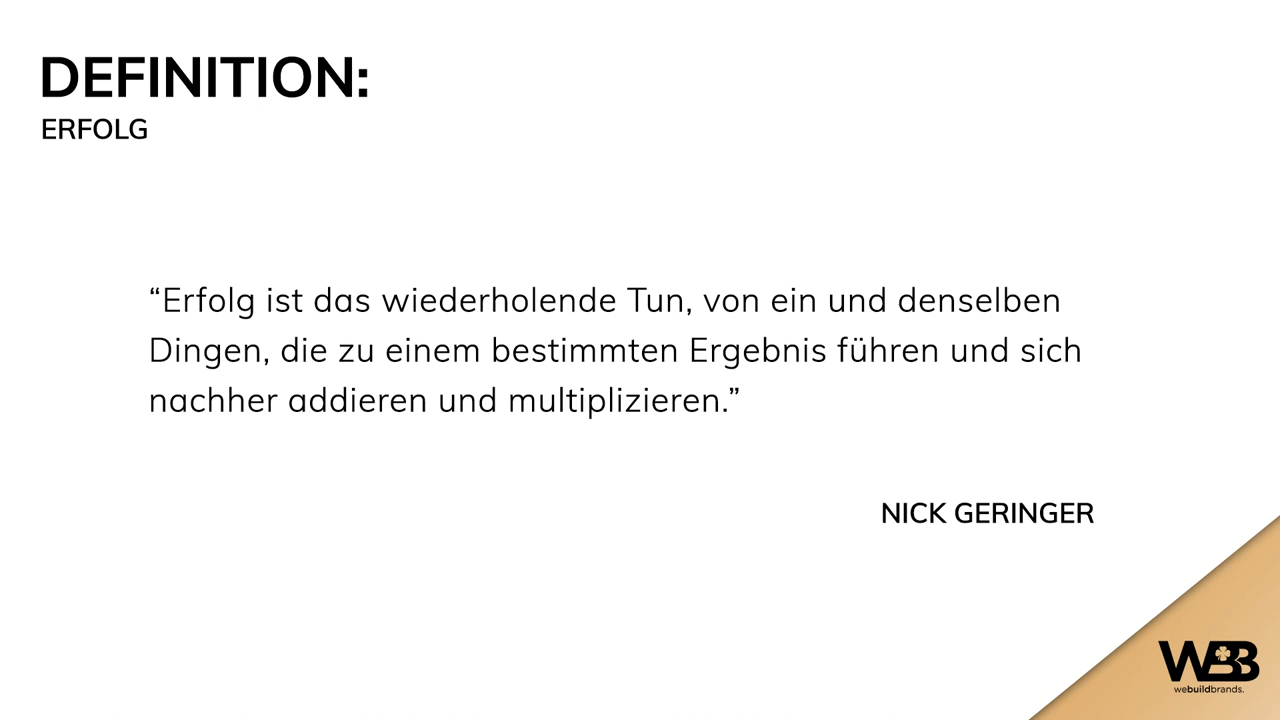 DEFINITION:
ERFOLG
“Erfolg ist das wiederholende Tun, von ein und denselben
Dingen, die zu einem bestimmten Ergebnis führen und sich
nachher addieren und multiplizieren.”
NICK GERINGER
WBB
webuildbrands.